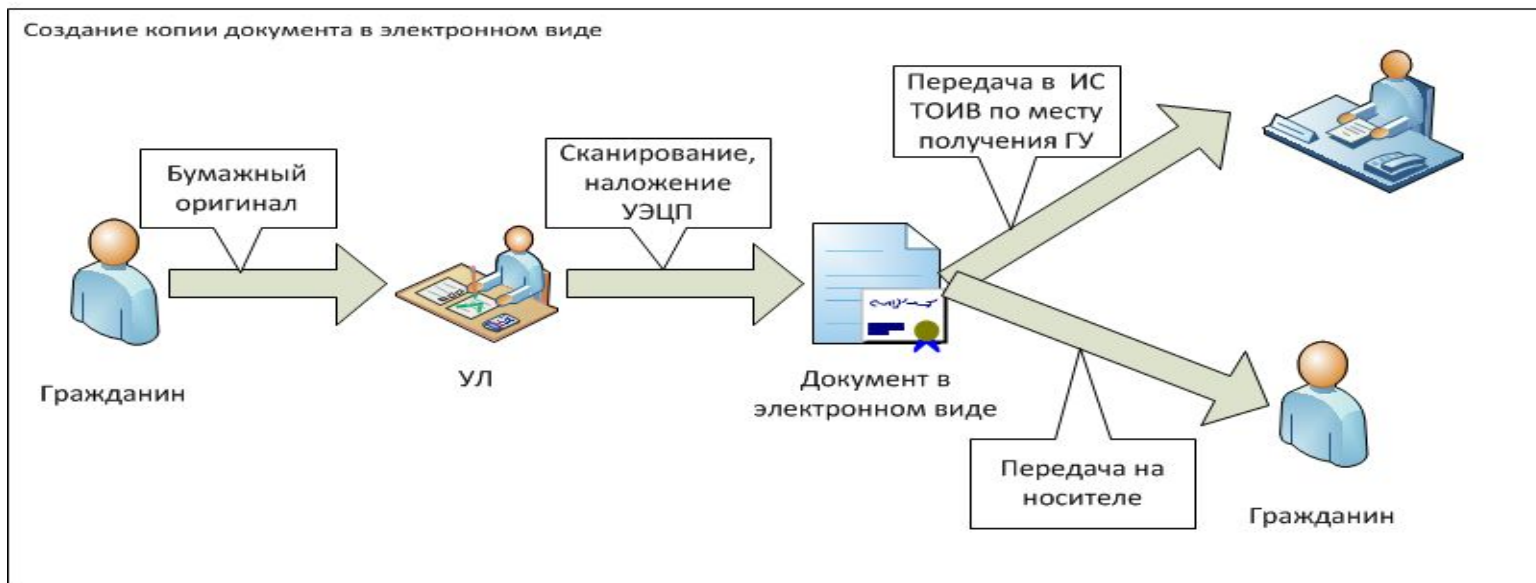 Создание копии документа в электронном виде
Бумажный
оригинал
Сканирование,
наложение
УЭЦП
Передача в ИС
ТОИВ по месту
получения ГУ
Гражданин
УЛ
Документ в
электронном виде
Передача на
носителе
Гражданин